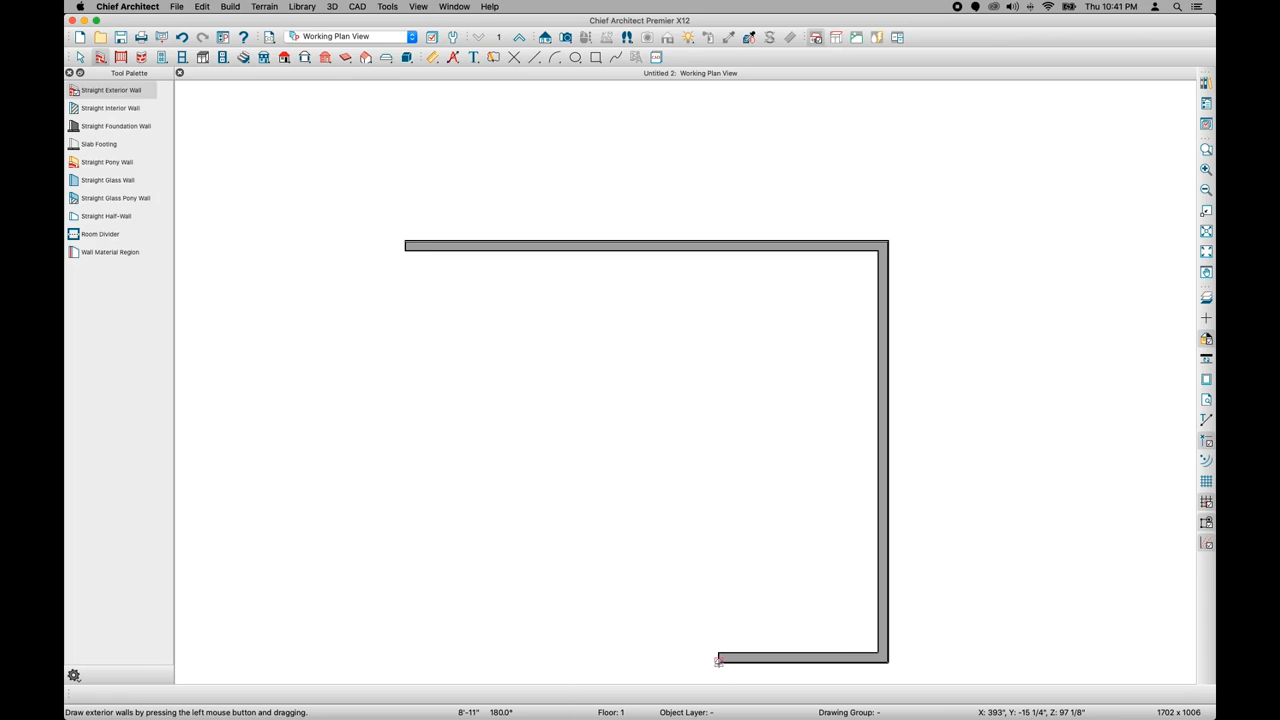 Chief Architect File Edit Build Terrain Library 3D CAD Tools View Window Help Thu 10:41 PM
Chief Architect Premier X12
Working Plan View 1
Tool Palette
Untitled 2: Working Plan View
Straight Exterior Wall
Straight Interior Wall
Straight Foundation Wall
Slab Footing
Straight Pony Wall
Straight Glass Wall
Straight Glass Pony Wall
Straight Half-Wall
Room Divider
Wall Material Region
Draw exterior walls by pressing the left mouse button and dragging. 8'-11" 180.0° Floor: 1 Object Layer: - Drawing Group: - X: 393", Y: -15 1/4", Z: 97 1/8" 1702 x 1006